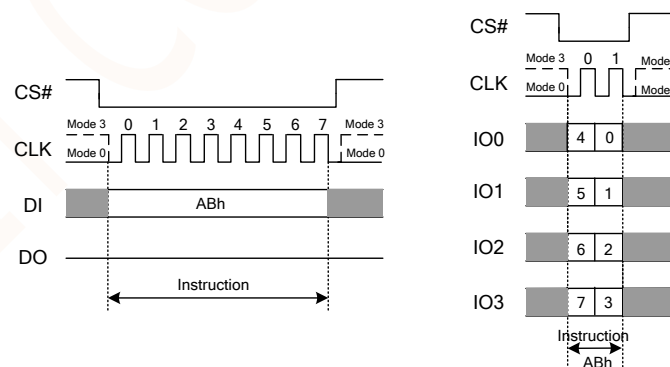 CS#
Mode 3 0 1 2 3 4 5 6 7 Mode 3
CLK
Mode 0 Mode 0
DI ABh
DO
Instruction
CS#
Mode 3 0 1 Mode
CLK
Mode 0 Mode
IO0 4 0
IO1 5 1
IO2 6 2
IO3 7 3
Instruction
ABh